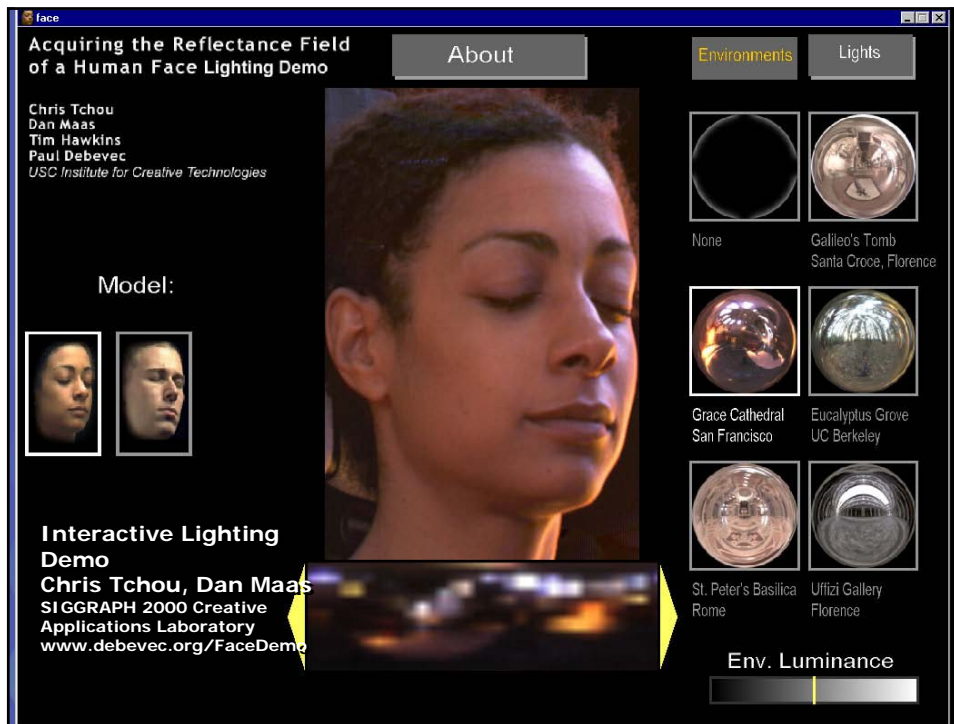 face
Acquiring the Reflectance Field
of a Human Face Lighting Demo
Chris Tchou
Dan Maas
Tim Hawkins
Paul Debevec
USC Institute for Creative Technologies
About
Environments
Lights
None
Galileo's Tomb
Santa Croce, Florence
Model:
Grace Cathedral
San Francisco
Eucalyptus Grove
UC Berkeley
St. Peter's Basilica
Rome
Uffizi Gallery
Florence
Interactive Lighting
Demo
Chris Tchou, Dan Maas
SIGGRAPH 2000 Creative
Applications Laboratory
www.debevec.org/FaceDemo
Env. Luminance